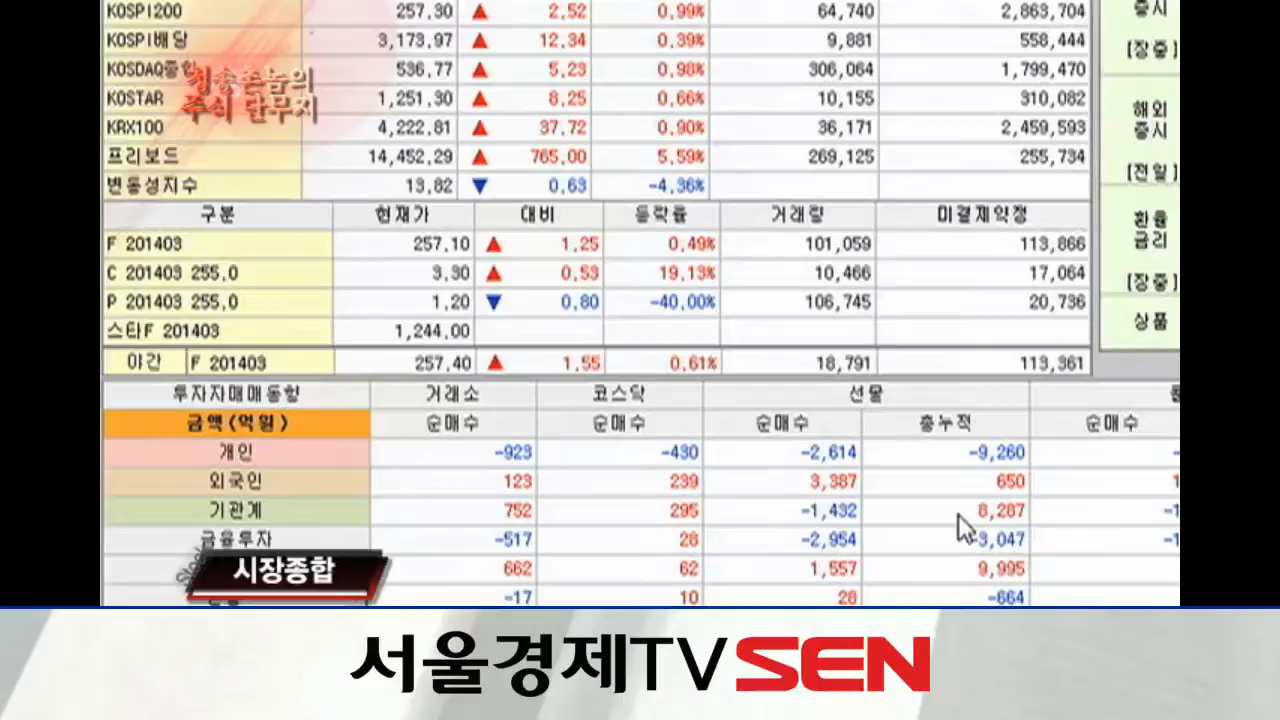 KOSPI200 257,30 ▲ 2,52 0,99% 64,740 2,863,704 증시
KOSPI배당 3,173,97 ▲ 12,34 0,39% 9,881 558,444 [장중]
KOSDAQ종합 536,77 ▲ 5,23 0,98% 306,064 1,799,470
KOSTAR 1,251,30 ▲ 8,25 0,66% 10,155 310,082 해외
KRX100 4,222,81 ▲ 37,72 0,90% 36,171 2,459,593 증시
프리보드 14,452,29 ▲ 765,00 5,59% 269,125 255,734 [전일]
변동성지수 13,82 ▼ 0,63 -4,36%
주식 단무지
구분 현재가 대비 등락률 거래량 미결제약정 환율
F 201403 257,10 ▲ 1,25 0,49% 101,059 113,866 금리
C 201403 255,0 3,30 ▲ 0,53 19,13% 10,466 17,064 [장중]
P 201403 255,0 1,20 ▼ 0,80 -40,00% 106,745 20,736
스타F 201403 1,244,00 상품
야간 F 201403 257,40 ▲ 1,55 0,61% 18,791 113,361
투자자매매동향 거래소 코스닥 선물
금액(억원) 순매수 순매수 순매수 총누적 순매수
개인 -923 -430 -2,614 -9,260
외국인 123 239 3,387 650
기관계 752 295 -1,432 8,287
금융투자 -517 28 -2,954 -3,047
662 62 1,557 9,995
-17 10 28 -664
Stock
시장종합
서울경제TV SEN